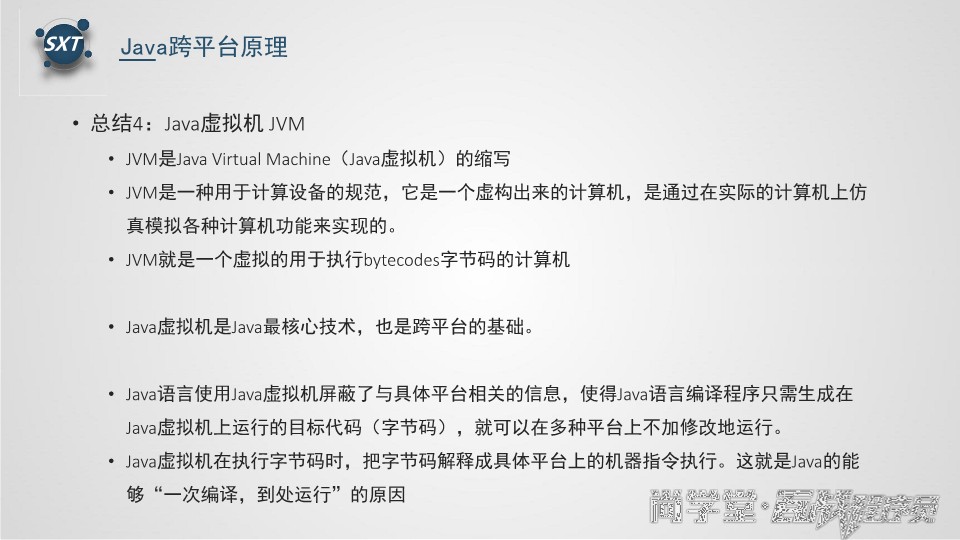 SXT
Java跨平台原理
• 总结4：Java虚拟机 JVM
• JVM是Java Virtual Machine（Java虚拟机）的缩写
• JVM是一种用于计算设备的规范，它是一个虚构出来的计算机，是通过在实际的计算机上仿
真模拟各种计算机功能来实现的。
• JVM就是一个虚拟的用于执行bytecodes字节码的计算机
• Java虚拟机是Java最核心技术，也是跨平台的基础。
• Java语言使用Java虚拟机屏蔽了与具体平台相关的信息，使得Java语言编译程序只需生成在
Java虚拟机上运行的目标代码（字节码），就可以在多种平台上不加修改地运行。
• Java虚拟机在执行字节码时，把字节码解释成具体平台上的机器指令执行。这就是Java的能
够“一次编译，到处运行”的原因
尚学堂·百战程序员